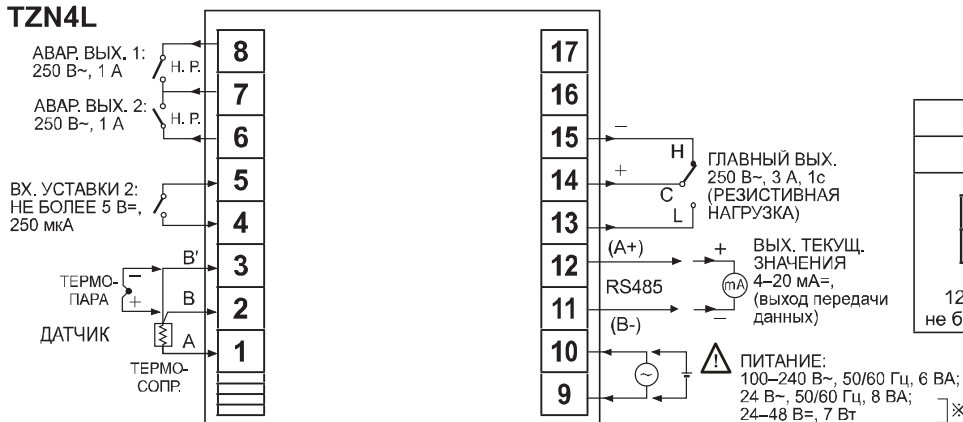 TZN4L
АВАР. ВЫХ. 1:
250 В~, 1 А
Н. Р.
АВАР. ВЫХ. 2:
250 В~, 1 А
Н. Р.
ВХ. УСТАВКИ 2:
НЕ БОЛЕЕ 5 В=,
250 мкА
ТЕРМО-
ПАРА
− +
ДАТЧИК
B'
B
A
ТЕРМО-
СОПР.
8
7
6
5
4
3
2
1
17
16
15
14
13
12
11
10
9
−
+
H
C
L
ГЛАВНЫЙ ВЫХ.
250 В~, 3 А, 1с
(РЕЗИСТИВНАЯ
НАГРУЗКА)
(A+)
RS485
(B-)
+
mA
−
ВЫХ. ТЕКУЩ.
ЗНАЧЕНИЯ
4–20 мА=,
(выход передачи
данных)
~
!
ПИТАНИЕ:
100–240 В~, 50/60 Гц, 6 ВА;
24 В~, 50/60 Гц, 8 ВА;
24–48 В=, 7 Вт
※
12
не б